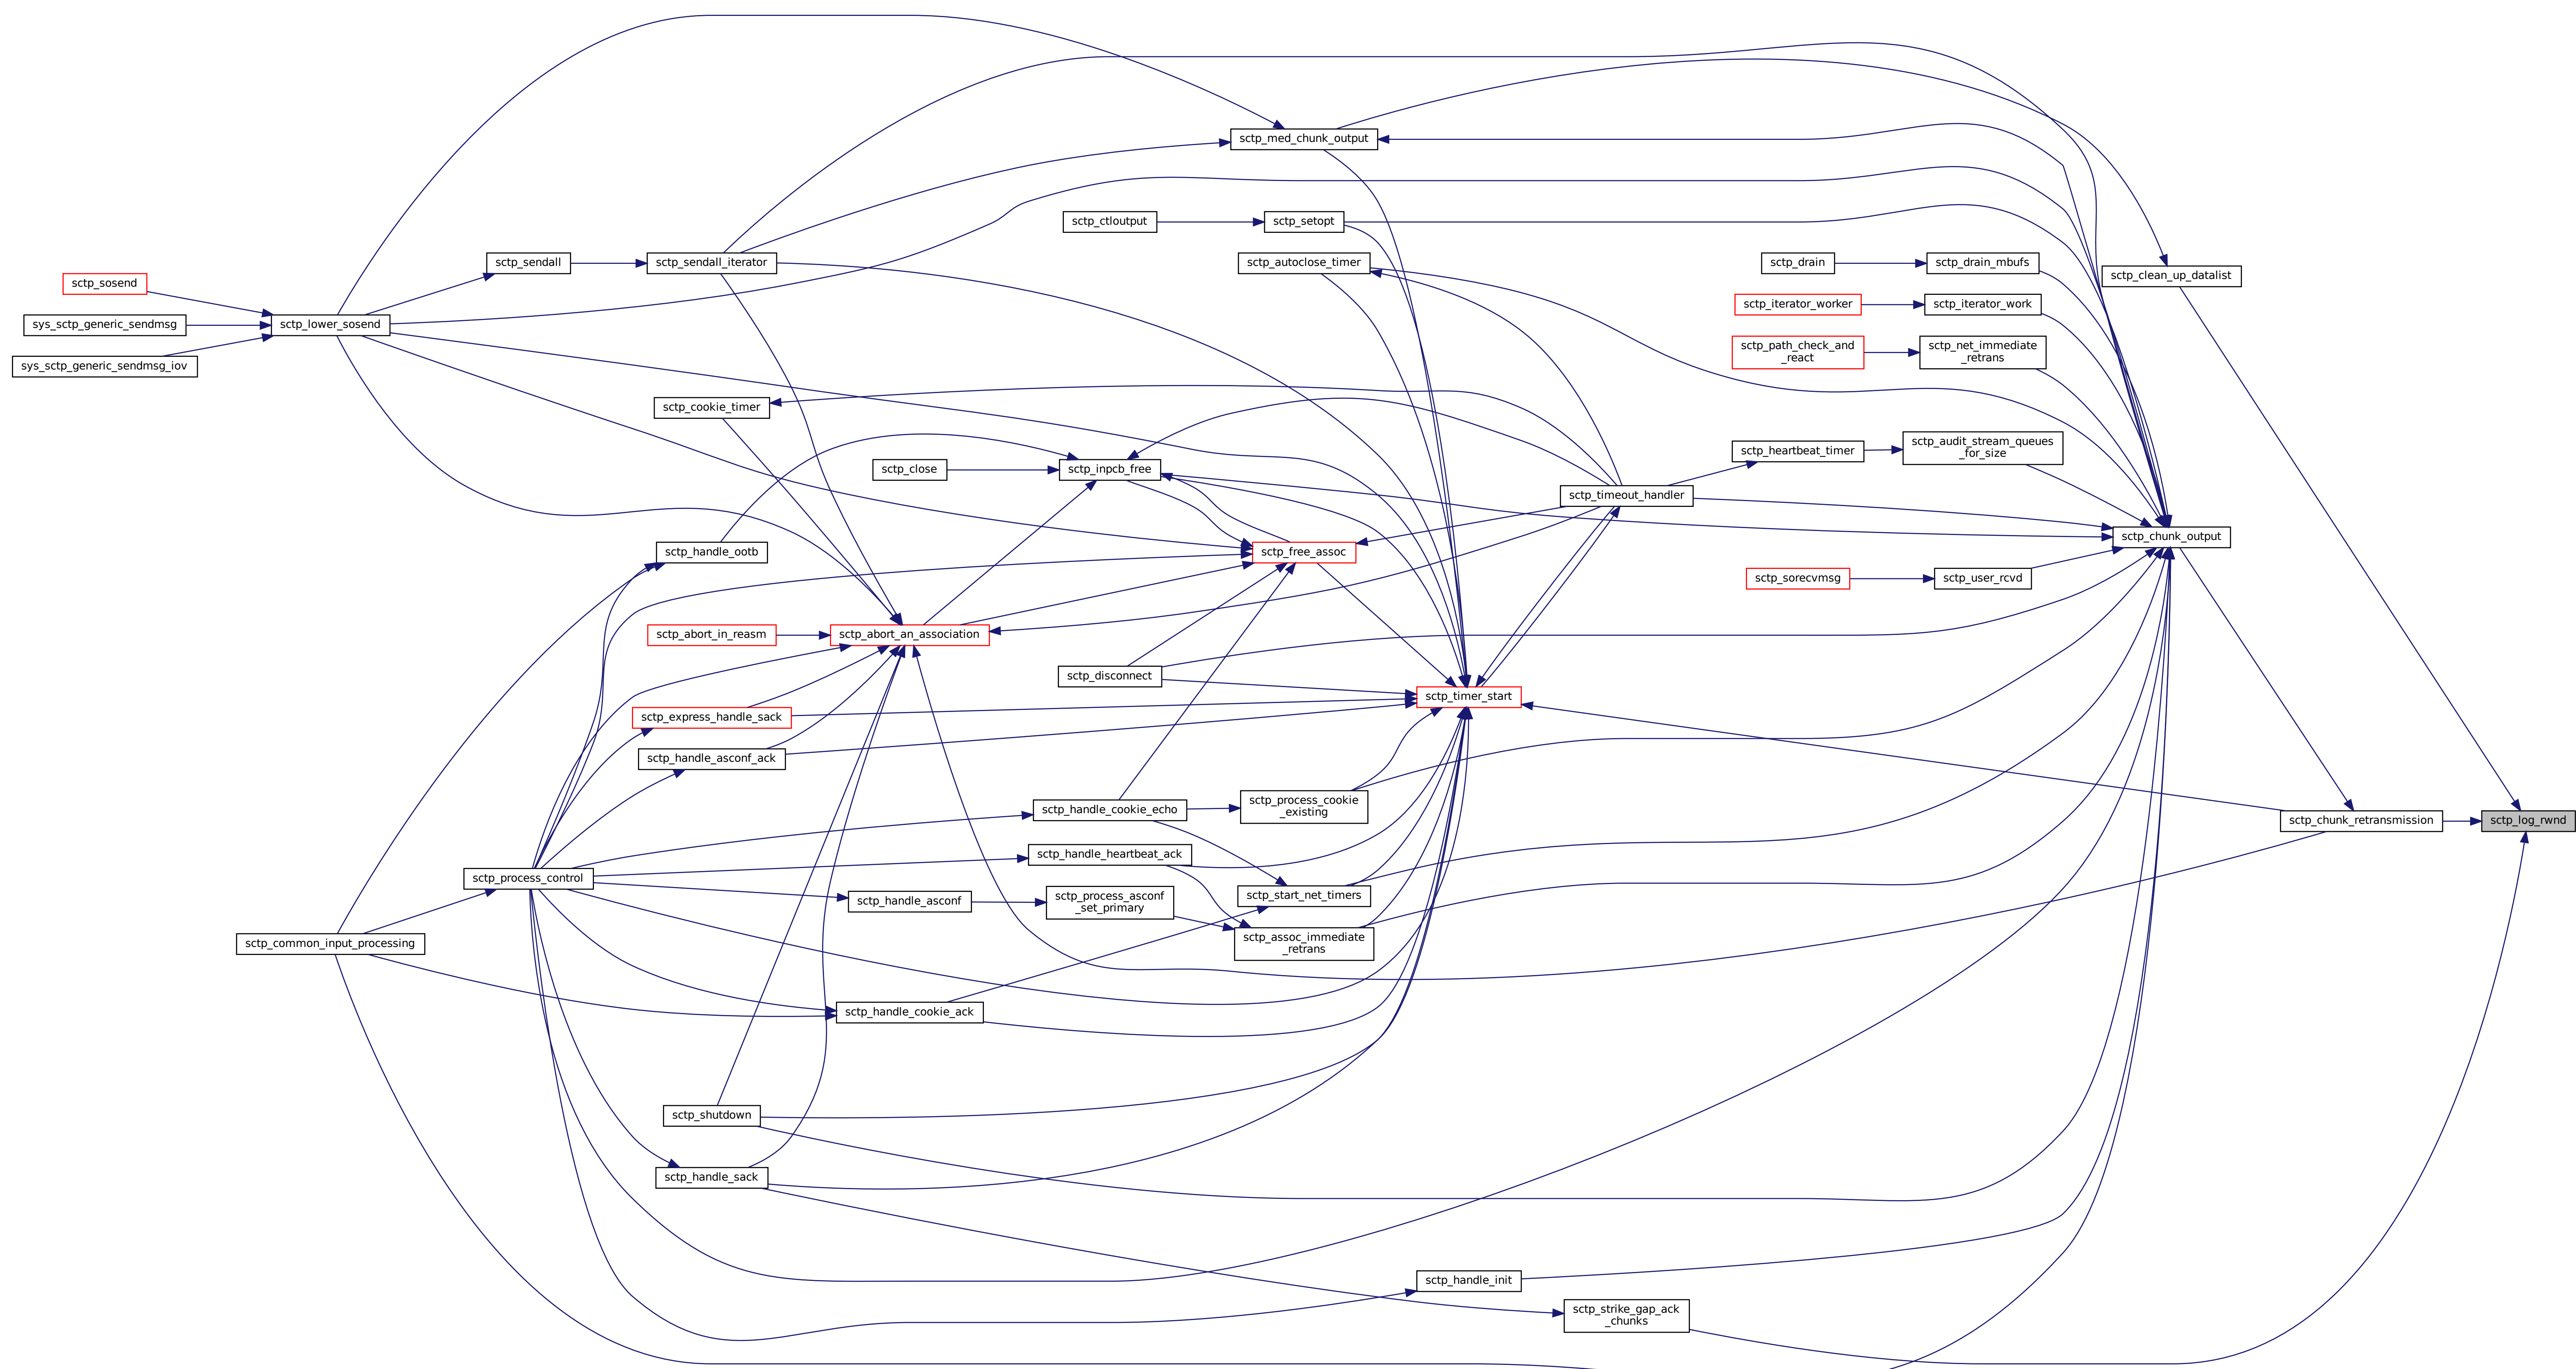 sctp_med_chunk_output
sctp_ctloutput
sctp_setopt
sctp_sosend
sctp_sendall
sctp_sendall_iterator
sctp_autoclose_timer
sctp_drain
sctp_drain_mbufs
sctp_clean_up_datalist
sctp_iterator_worker
sctp_iterator_work
sys_sctp_generic_sendmsg
sctp_lower_sosend
sctp_path_check_and
_react
sctp_net_immediate
_retrans
sys_sctp_generic_sendmsg_iov
sctp_cookie_timer
sctp_heartbeat_timer
sctp_audit_stream_queues
_for_size
sctp_close
sctp_inpcb_free
sctp_timeout_handler
sctp_chunk_output
sctp_handle_ootb
sctp_free_assoc
sctp_sorecvmsg
sctp_user_rcvd
sctp_abort_in_reasm
sctp_abort_an_association
sctp_disconnect
sctp_timer_start
sctp_express_handle_sack
sctp_handle_asconf_ack
sctp_handle_cookie_echo
sctp_process_cookie
_existing
sctp_chunk_retransmission
sctp_log_rwnd
sctp_handle_heartbeat_ack
sctp_process_control
sctp_handle_asconf
sctp_process_asconf
_set_primary
sctp_start_net_timers
sctp_common_input_processing
sctp_assoc_immediate
_retrans
sctp_handle_cookie_ack
sctp_shutdown
sctp_handle_sack
sctp_handle_init
sctp_strike_gap_ack
_chunks